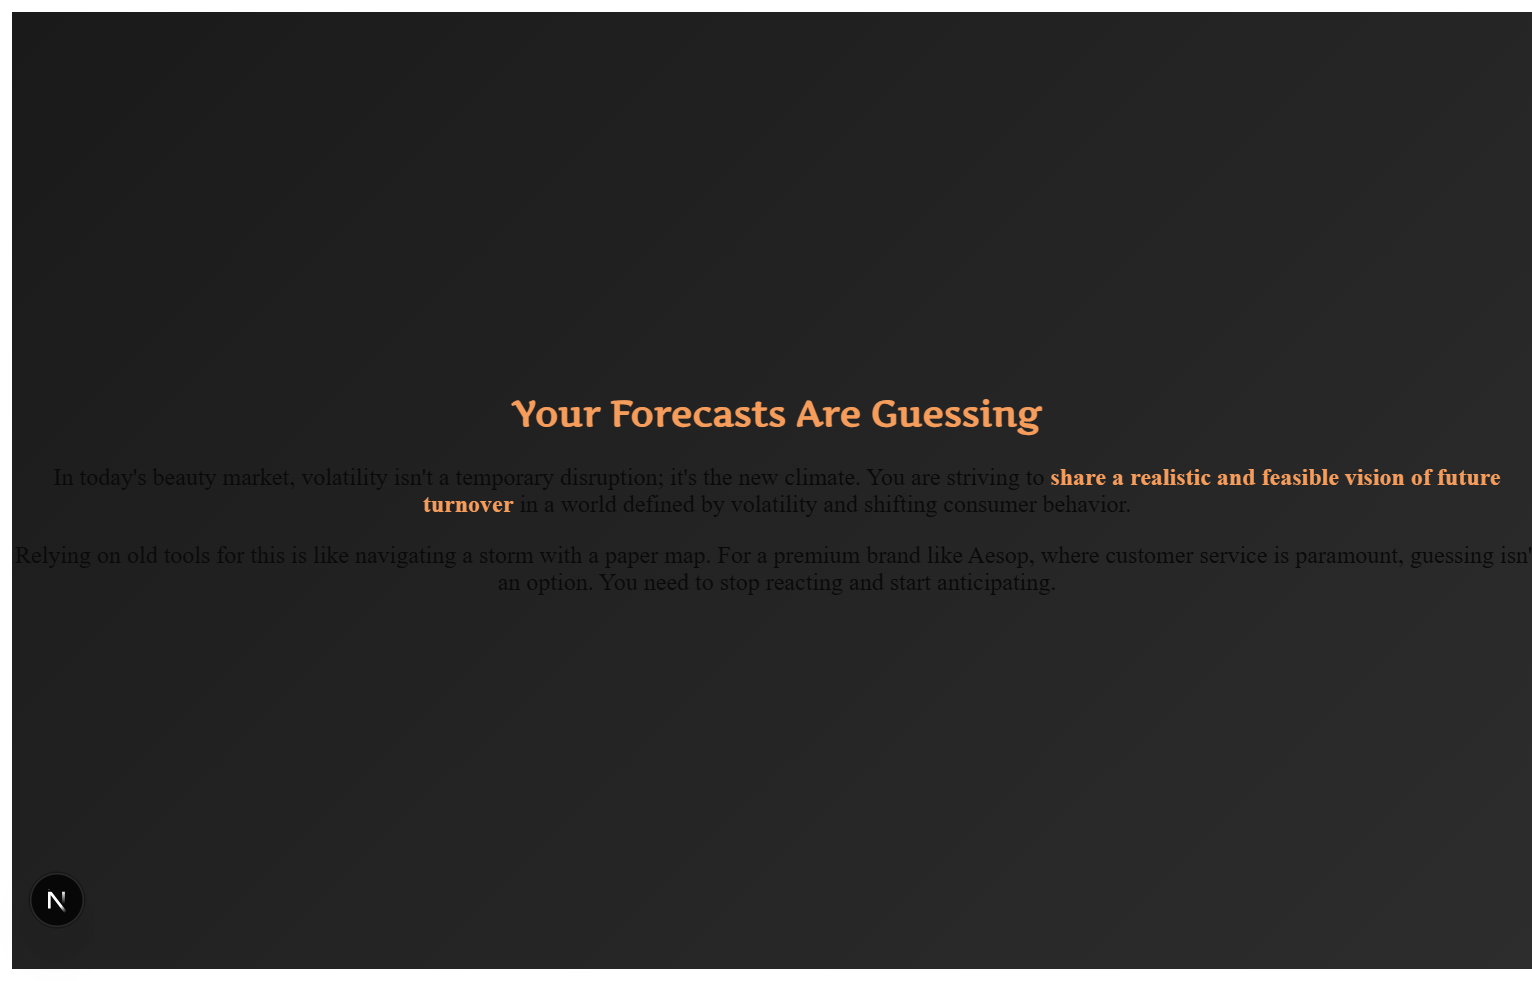 Your Forecasts Are Guessing
In today's beauty market, volatility isn't a temporary disruption; it's the new climate. You are striving to share a realistic and feasible vision of future
turnover in a world defined by volatility and shifting consumer behavior.
Relying on old tools for this is like navigating a storm with a paper map. For a premium brand like Aesop, where customer service is paramount, guessing isn'
an option. You need to stop reacting and start anticipating.
N